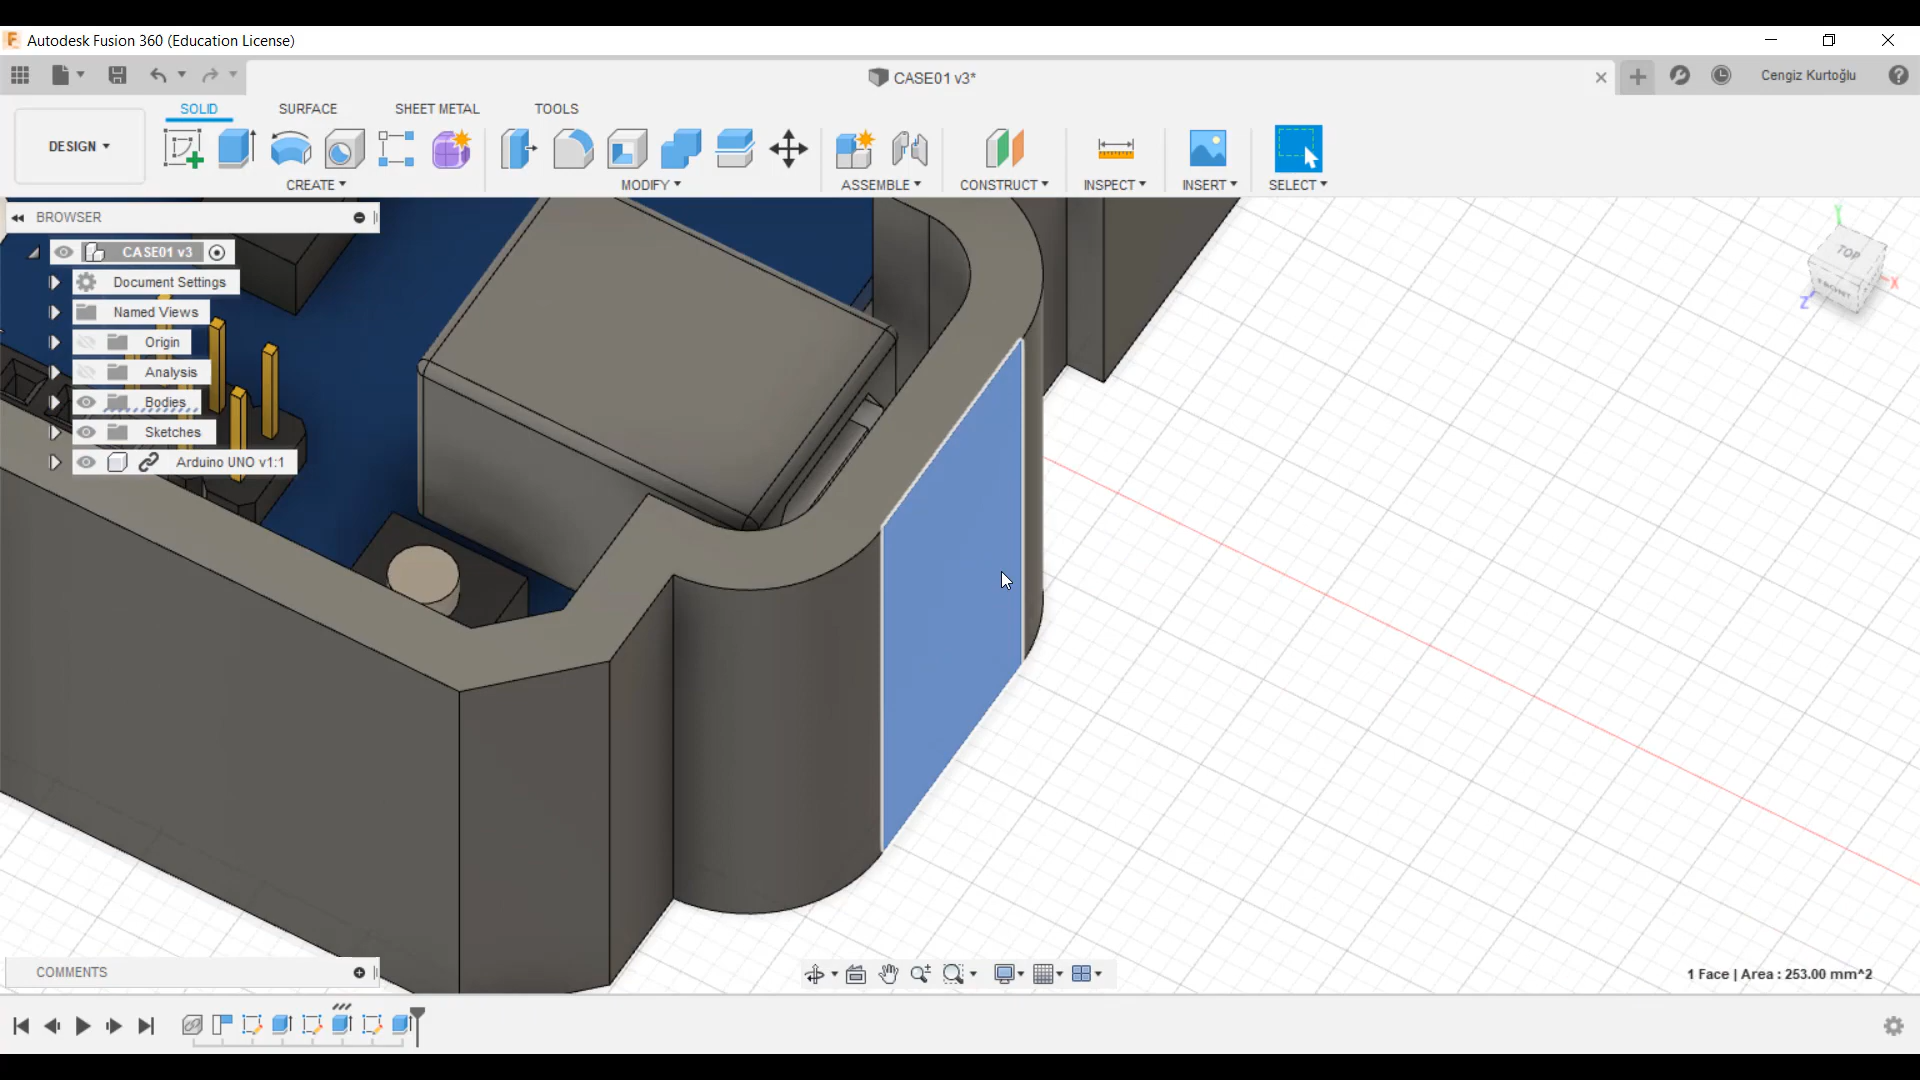 Autodesk Fusion 360 (Education License)
CASE01 v3*
Cengiz Kurtoğlu
SOLID SURFACE SHEET METAL TOOLS
DESIGN
CREATE MODIFY ASSEMBLE CONSTRUCT INSPECT INSERT SELECT
BROWSER
CASE01 v3
Document Settings
Named Views
Origin
Analysis
Bodies
Sketches
Arduino UNO v1:1
Y
TOP
FRONT
X
Z
COMMENTS
1 Face | Area : 253.00 mm^2